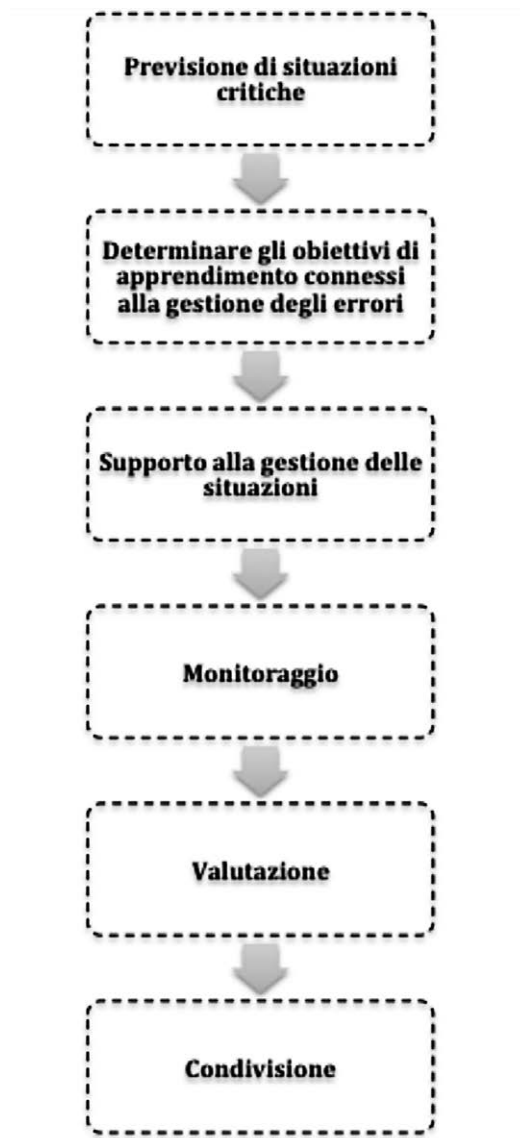 Previsione di situazioni
critiche
Determinare gli obiettivi di
apprendimento connessi
alla gestione degli errori
Supporto alla gestione delle
situazioni
Monitoraggio
Valutazione
Condivisione